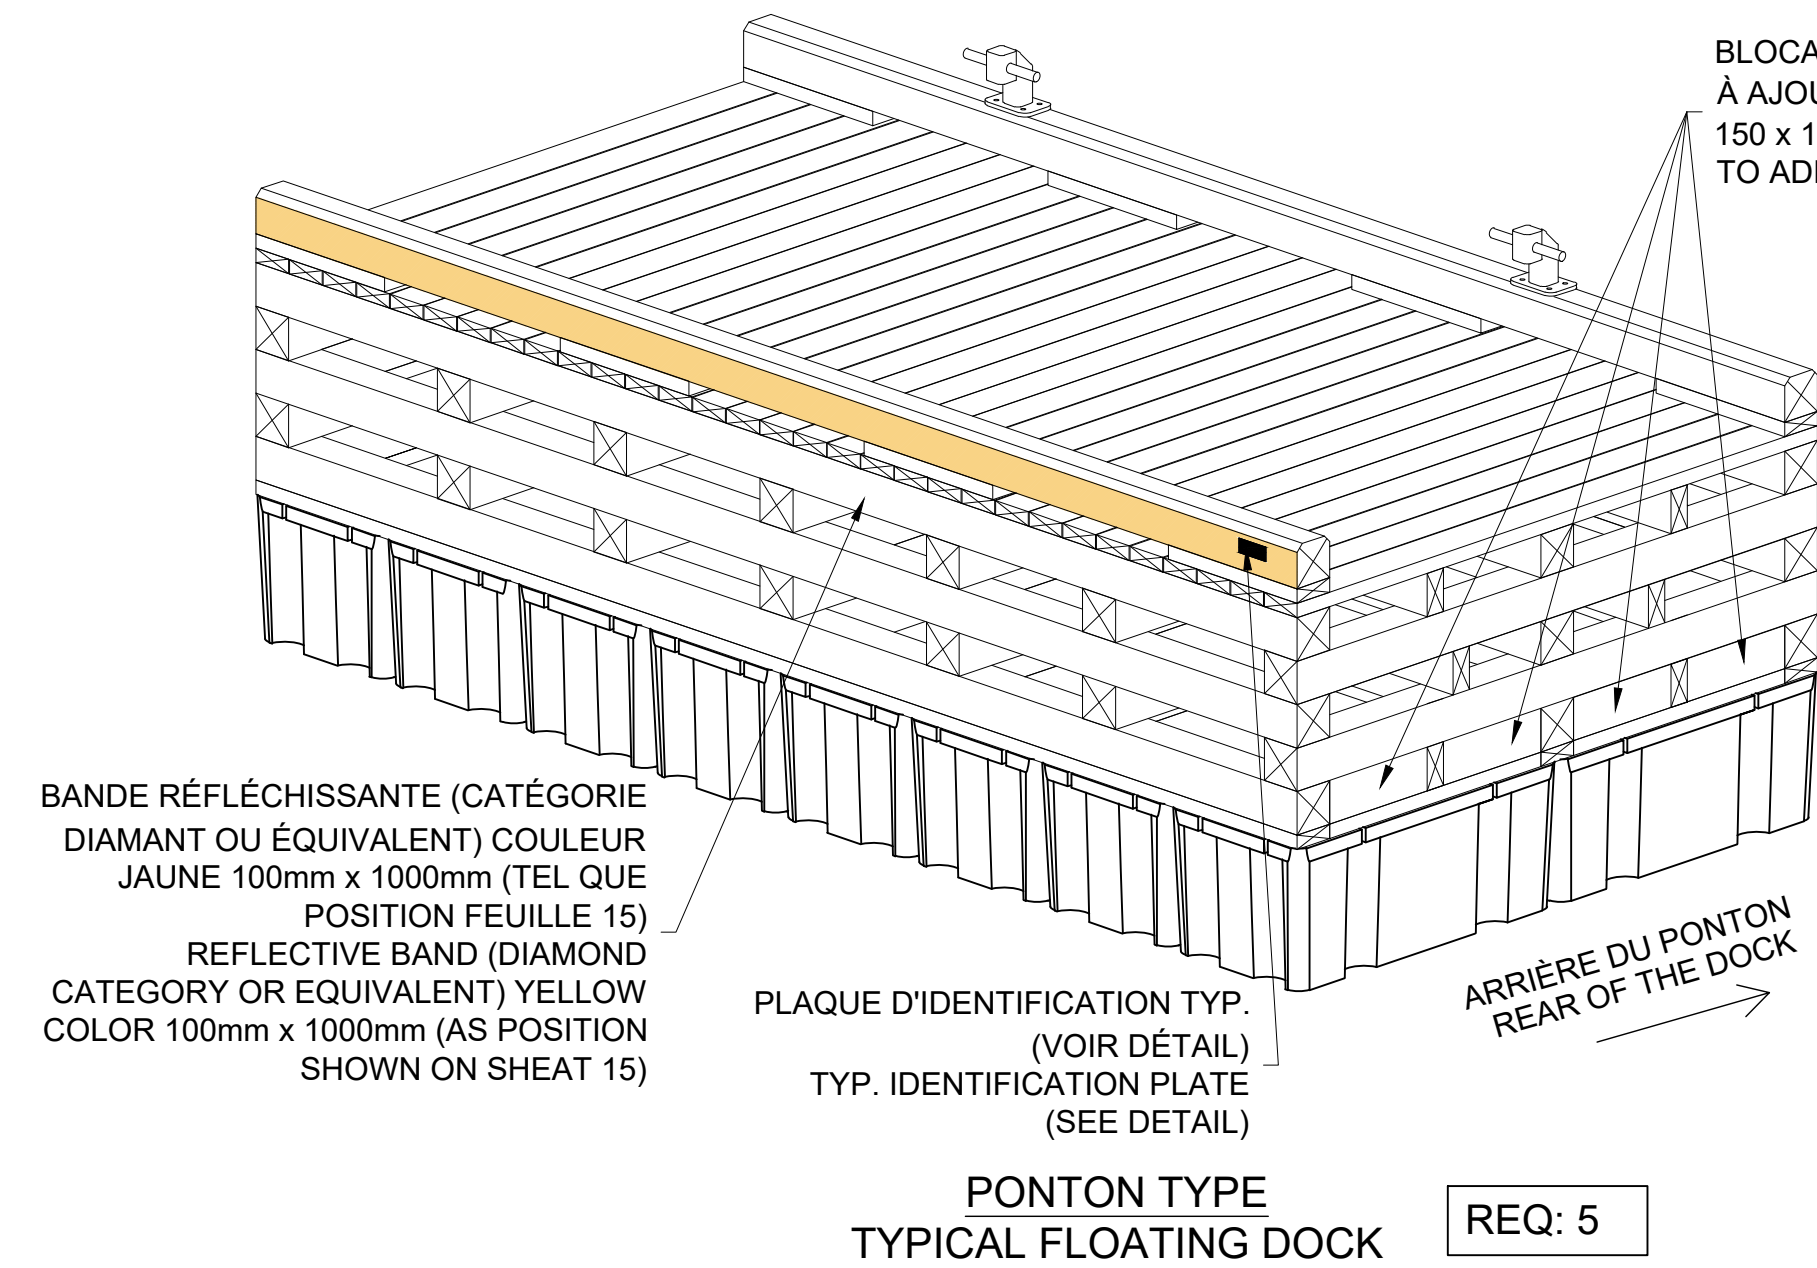 BLOCA
À AJOU
150 x 1
TO AD
BANDE RÉFLÉCHISSANTE (CATÉGORIE
DIAMANT OU ÉQUIVALENT) COULEUR
JAUNE 100mm x 1000mm (TEL QUE
POSITION FEUILLE 15)
REFLECTIVE BAND (DIAMOND
CATEGORY OR EQUIVALENT) YELLOW
COLOR 100mm x 1000mm (AS POSITION
SHOWN ON SHEAT 15)
PLAQUE D'IDENTIFICATION TYP.
(VOIR DÉTAIL)
TYP. IDENTIFICATION PLATE
(SEE DETAIL)
ARRIÈRE DU PONTON
REAR OF THE DOCK
PONTON TYPE
TYPICAL FLOATING DOCK
REQ: 5